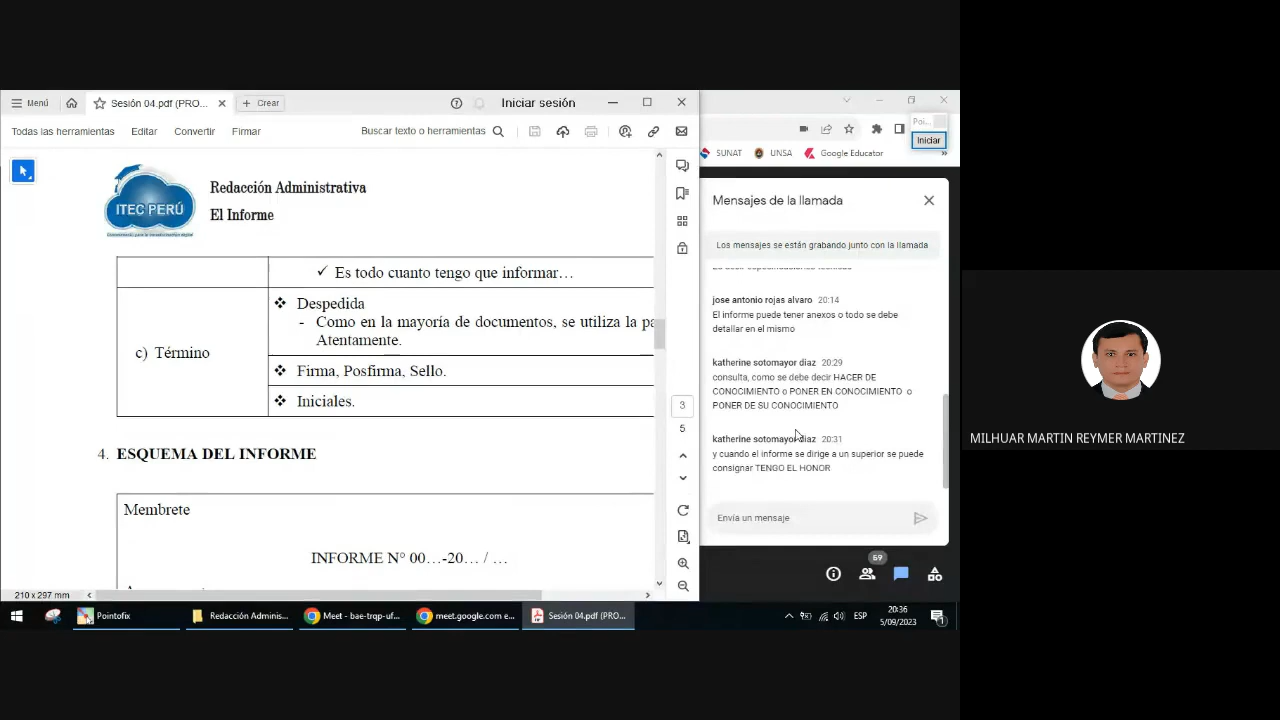 Menú
Sesión 04.pdf (PRO...
Crear
Iniciar sesión
Todas las herramientas
Editar
Convertir
Firmar
Buscar texto o herramientas
ITEC PERÚ
Redacción Administrativa
El Informe
✓ Es todo cuanto tengo que informar…
c) Término
❖ Despedida
- Como en la mayoría de documentos, se utiliza la pa
Atentamente.
❖ Firma, Posfirma, Sello.
❖ Iniciales.
4. ESQUEMA DEL INFORME
Membrete
INFORME N° 00…-20… / …
3
5
210 x 297 mm
Poi...
Iniciar
SUNAT
UNSA
Google Educator
»
Mensajes de la llamada
Los mensajes se están grabando junto con la llamada
jose antonio rojas alvaro 20:14
El informe puede tener anexos o todo se debe
detallar en el mismo
katherine sotomayor diaz 20:29
consulta, como se debe decir HACER DE
CONOCIMIENTO o PONER EN CONOCIMIENTO o
PONER DE SU CONOCIMIENTO
katherine sotomayor diaz 20:31
y cuando el informe se dirige a un superior se puede
consignar TENGO EL HONOR
Envía un mensaje
59
MILHUAR MARTIN REYMER MARTINEZ
Pointofix
Redacción Adminis...
Meet - bae-trqp-uf...
meet.google.com e...
Sesión 04.pdf (PRO...
ESP
20:36
5/09/2023
1